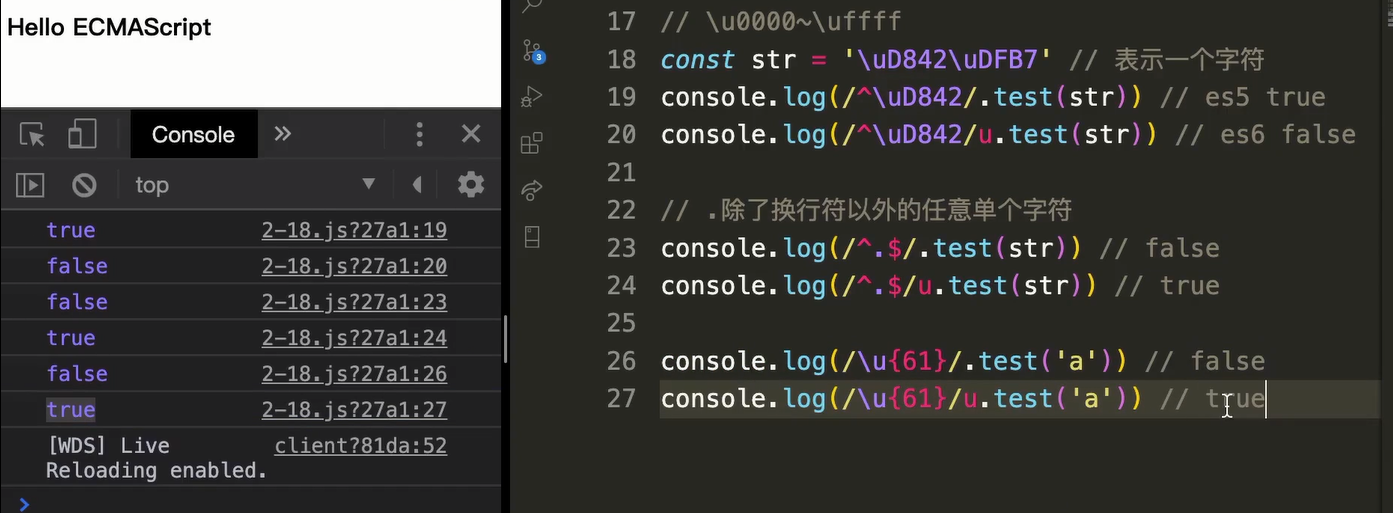 Hello ECMAScript
Console
top
true 2-18.js?27a1:19
false 2-18.js?27a1:20
false 2-18.js?27a1:23
true 2-18.js?27a1:24
false 2-18.js?27a1:26
true 2-18.js?27a1:27
[WDS] Live client?81da:52
Reloading enabled.
3
17 // \u0000~\uffff
18 const str = '\uD842\uDFB7' // 表示一个字符
19 console.log(/^\uD842/.test(str)) // es5 true
20 console.log(/^\uD842/u.test(str)) // es6 false
21
22 // .除了换行符以外的任意单个字符
23 console.log(/^.$/.test(str)) // false
24 console.log(/^.$/u.test(str)) // true
25
26 console.log(/\u{61}/.test('a')) // false
27 console.log(/\u{61}/u.test('a')) // true